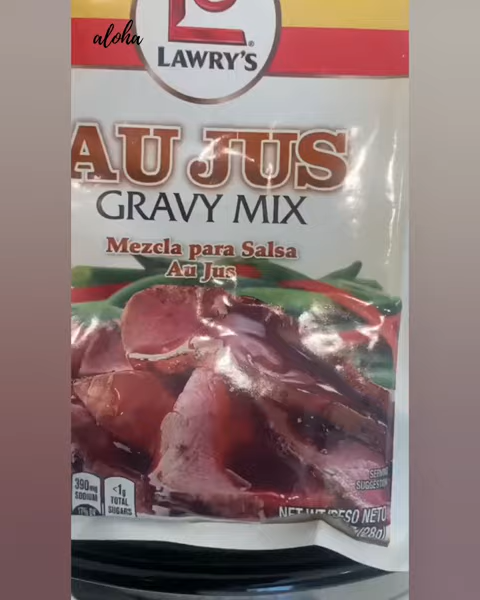 aloha
LAWRY'S®
AU JUS
GRAVY MIX
Mezcla para Salsa
Au Jus
390mg
SODIUM
<1g
TOTAL
SUGARS
SERVING
SUGGESTION
NET WT/PESO NETO
(28g)